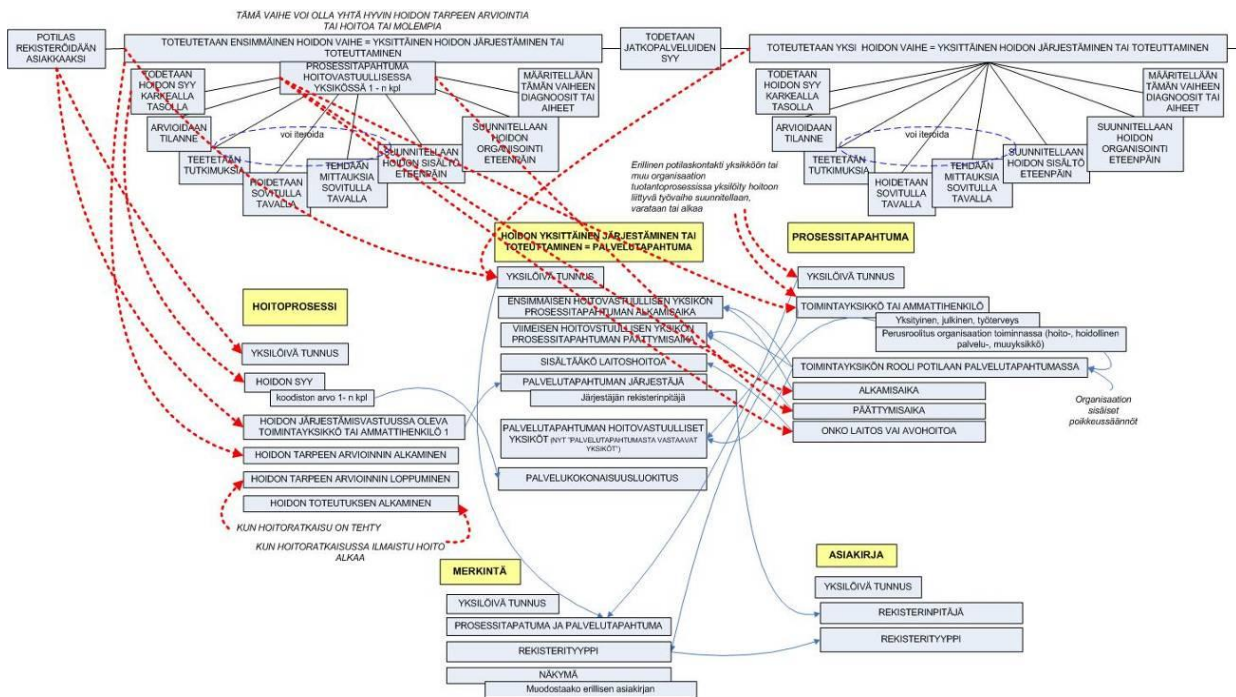 TÄMÄ VAIHE VOI OLLA YHTÄ HYVIN HOIDON TARPEEN ARVIOINTIA
TAI HOITOA TAI MOLEMPIA
POTILAS
REKISTERÖIDÄÄN
ASIAKKAAKSI
TOTEUTETAAN ENSIMMÄINEN HOIDON VAIHE = YKSITTÄINEN HOIDON JÄRJESTÄMINEN TAI
TOTEUTTAMINEN
PROSESSITAPAHTUMA
HOITOVASTUULLISESSA
YKSIKÖSSÄ 1 - n kpl
TODETAAN
HOIDON SYY
KARKEALLA
TASOLLA
ARVIOIDAAN
TILANNE
TEETETÄÄN
TUTKIMUKSIA
HOIDETAAN
SOVITULLA
TAVALLA
TEHDÄÄN
MITTAUKSIA
SOVITULLA
TAVALLA
SUUNNITELLAAN
HOIDON SISÄLTÖ
ETEENPÄIN
SUUNNITELLAAN
HOIDON
ORGANISOINTI
ETEENPÄIN
MÄÄRITELLÄÄN
TÄMÄN VAIHEEN
DIAGNOOSIT TAI
AIHEET
voi iteroida
TODETAAN
JATKOPALVELUIDEN
SYY
TOTEUTETAAN YKSI HOIDON VAIHE = YKSITTÄINEN HOIDON JÄRJESTÄMINEN TAI TOTEUTTAMINEN
TODETAAN
HOIDON SYY
KARKEALLA
TASOLLA
ARVIOIDAAN
TILANNE
TEETETÄÄN
TUTKIMUKSIA
HOIDETAAN
SOVITULLA
TAVALLA
TEHDÄÄN
MITTAUKSIA
SOVITULLA
TAVALLA
SUUNNITELLAAN
HOIDON SISÄLTÖ
ETEENPÄIN
SUUNNITELLAAN
HOIDON
ORGANISOINTI
ETEENPÄIN
MÄÄRITELLÄÄN
TÄMÄN VAIHEEN
DIAGNOOSIT TAI
AIHEET
voi iteroida
Erillinen potilaskontakti yksikköön tai
muu organisaation
tuotantoprosessissa yksilöity hoitoon
liittyvä työvaihe suunnitellaan,
varataan tai alkaa
HOITOPROSESSI
YKSILÖIVÄ TUNNUS
HOIDON SYY
koodiston arvo 1- n kpl
HOIDON JÄRJESTÄMISVASTUUSSA OLEVA
TOIMINTAYKSIKKÖ TAI AMMATTIHENKILÖ 1
HOIDON TARPEEN ARVIOINNIN ALKAMINEN
HOIDON TARPEEN ARVIOINNIN LOPPUMINEN
HOIDON TOTEUTUKSEN ALKAMINEN
KUN HOITORATKAISU ON TEHTY
KUN HOITORATKAISUSSA ILMAISTU HOITO
ALKAA
HOIDON YKSITTÄINEN JÄRJESTÄMINEN TAI
TOTEUTTAMINEN = PALVELUTAPAHTUMA
YKSILÖIVÄ TUNNUS
ENSIMMAISEN HOITOVASTUULLISEN YKSIKÖN
PROSESSITAPAHTUMAN ALKAMISAIKA
VIIMEISEN HOITOVSTUULLISEN YKSIKÖN
PROSESSITAPAHTUMAN PÄÄTTYMISAIKA
SISÄLTÄÄKÖ LAITOSHOITOA
PALVELUTAPAHTUMAN JÄRJESTÄJÄ
Järjestäjän rekisterinpitäjä
PALVELUTAPAHTUMAN HOITOVASTUULLISET
YKSIKÖT (NYT "PALVELUTAPAHTUMASTA VASTAAVAT
YKSIKÖT")
PALVELUKOKONAISUUSLUOKITUS
PROSESSITAPAHTUMA
YKSILÖIVÄ TUNNUS
TOIMINTAYKSIKKÖ TAI AMMATTIHENKILÖ
Yksityinen, julkinen, työterveys
Perusroolitus organisaation toiminnassa (hoito-, hoidollinen
palvelu-, muuyksikkö)
TOIMINTAYKSIKÖN ROOLI POTILAAN PALVELUTAPAHTUMASSA
ALKAMISAIKA
PÄÄTTYMISAIKA
ONKO LAITOS VAI AVOHOITOA
Organisaation
sisäiset
poikkeussäännöt
MERKINTÄ
YKSILÖIVÄ TUNNUS
PROSESSITAPATUMA JA PALVELUTAPAHTUMA
REKISTERITYYPPI
NÄKYMÄ
Muodostaako erillisen asiakirjan
ASIAKIRJA
YKSILÖIVÄ TUNNUS
REKISTERINPITÄJÄ
REKISTERITYYPPI